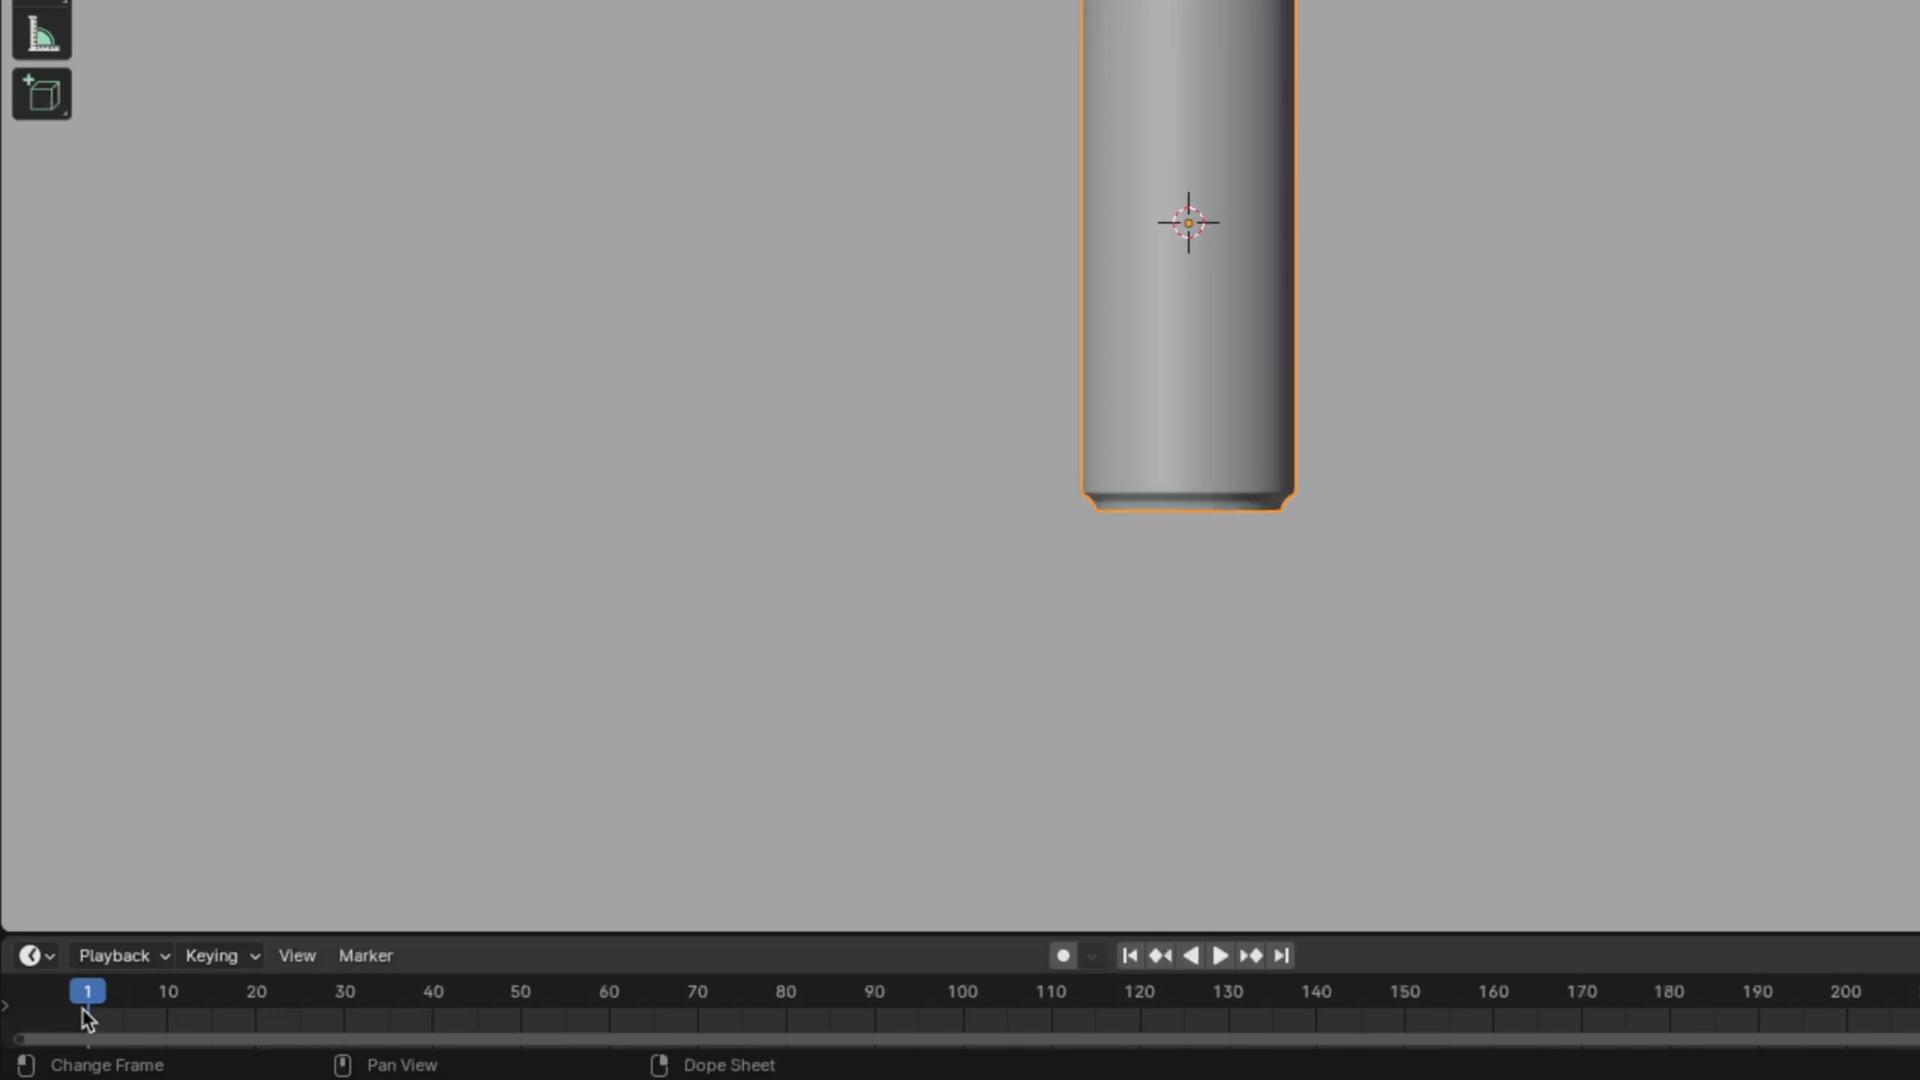 Playback Keying View Marker
1 10 20 30 40 50 60 70 80 90 100 110 120 130 140 150 160 170 180 190 200
Change Frame Pan View Dope Sheet